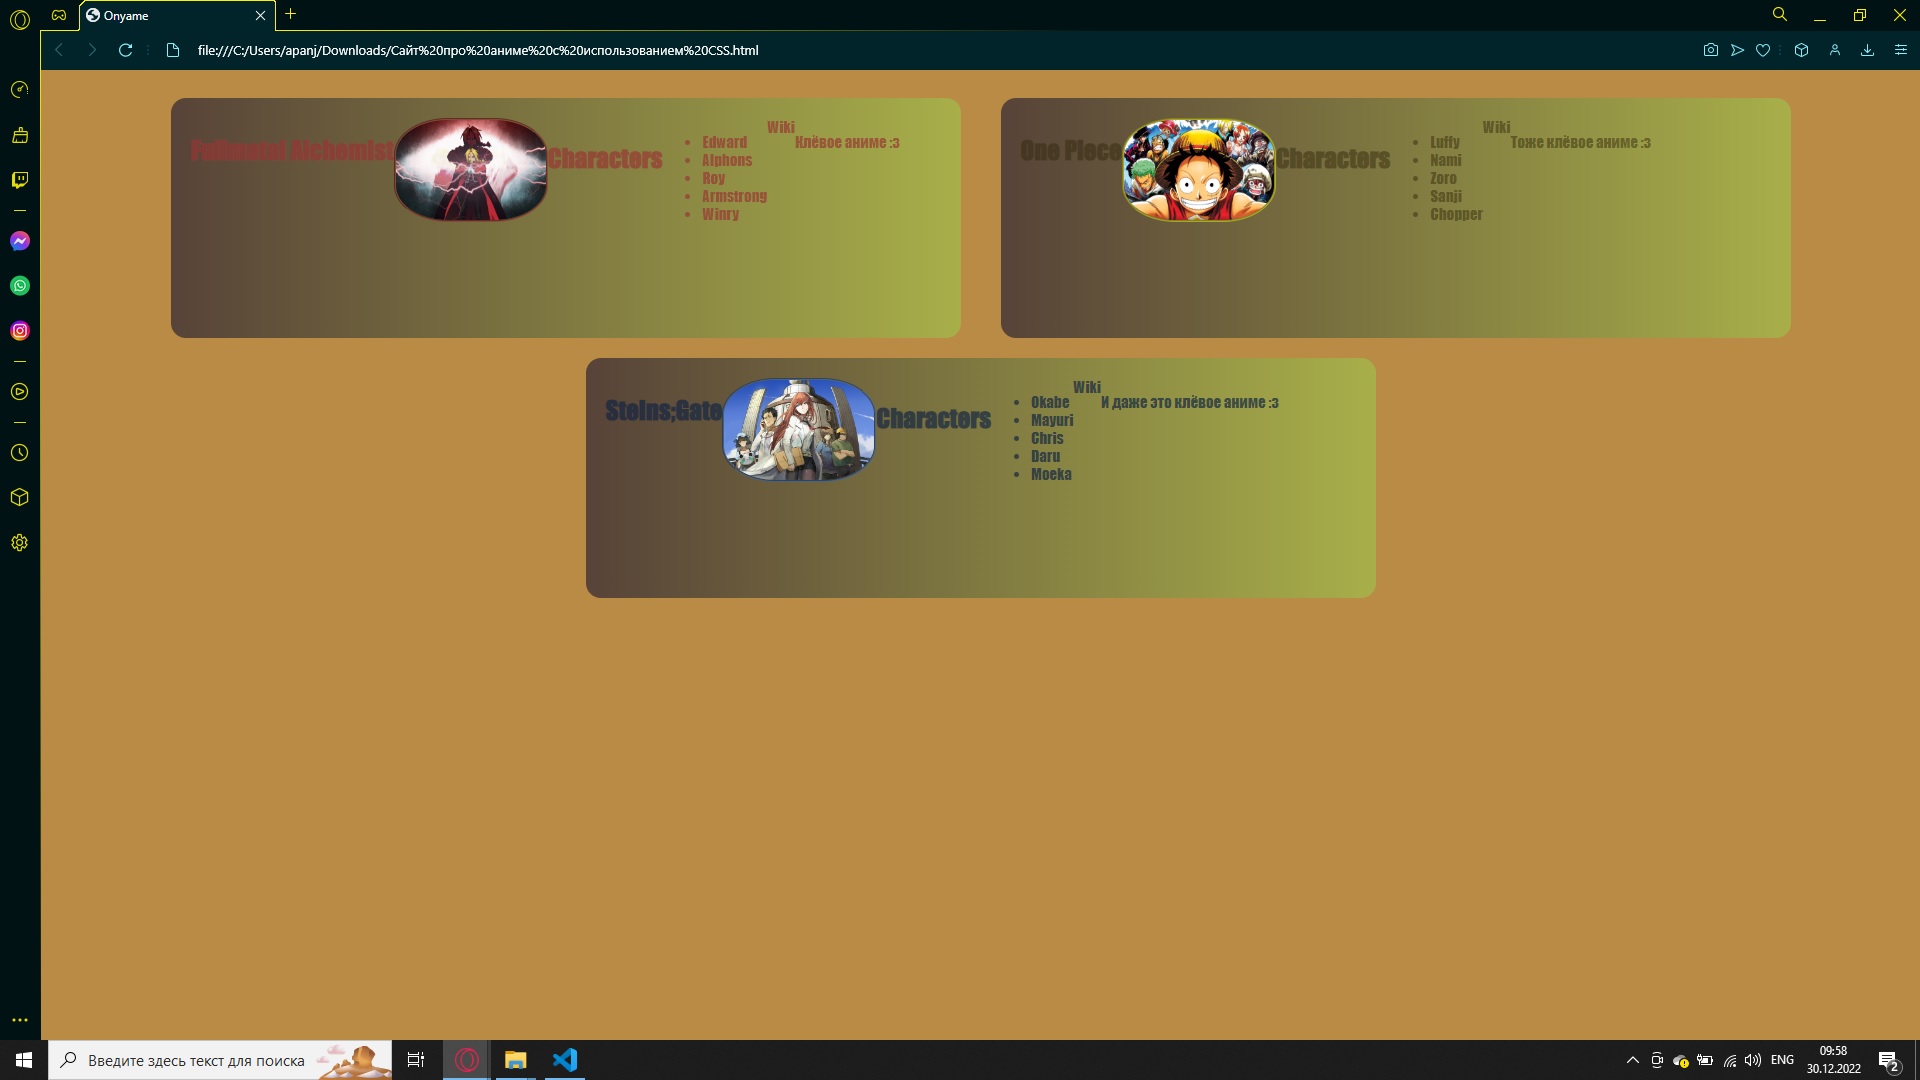 Onyame
file:///C:/Users/apanj/Downloads/Сайт%20про%20аниме%20с%20использованием%20CSS.html
Fullmetal Alchemist
Characters
Edward
Alphons
Roy
Armstrong
Winry
Wiki
Клёвое аниме :3
One Piece
Characters
Luffy
Nami
Zoro
Sanji
Chopper
Wiki
Тоже клёвое аниме :3
Steins;Gate
Characters
Okabe
Mayuri
Chris
Daru
Moeka
Wiki
И даже это клёвое аниме :3
Введите здесь текст для поиска
ENG
09:58
30.12.2022
2